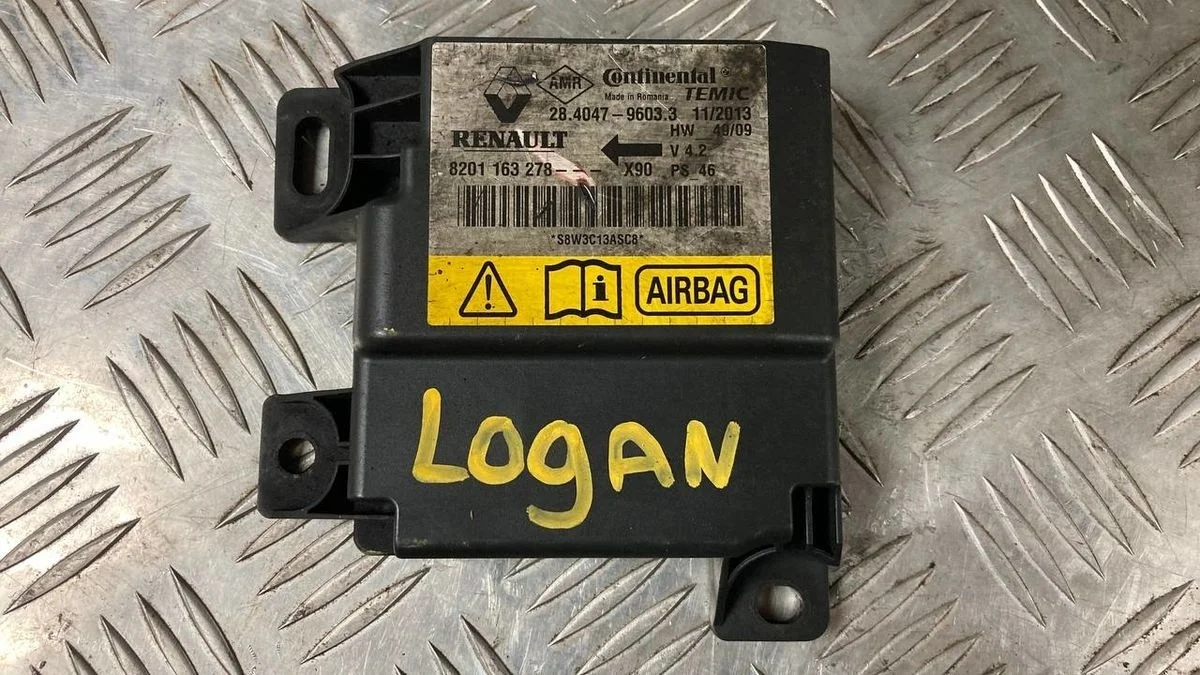 AMR Continental®
Made in Romania TEMIC
28.4047-9603.3 11/2013
HW 49/09
RENAULT V 4.2
8201 163 278--- X90 PS 46
*S8W3C13ASC8*
AIRBAG
LOgAN